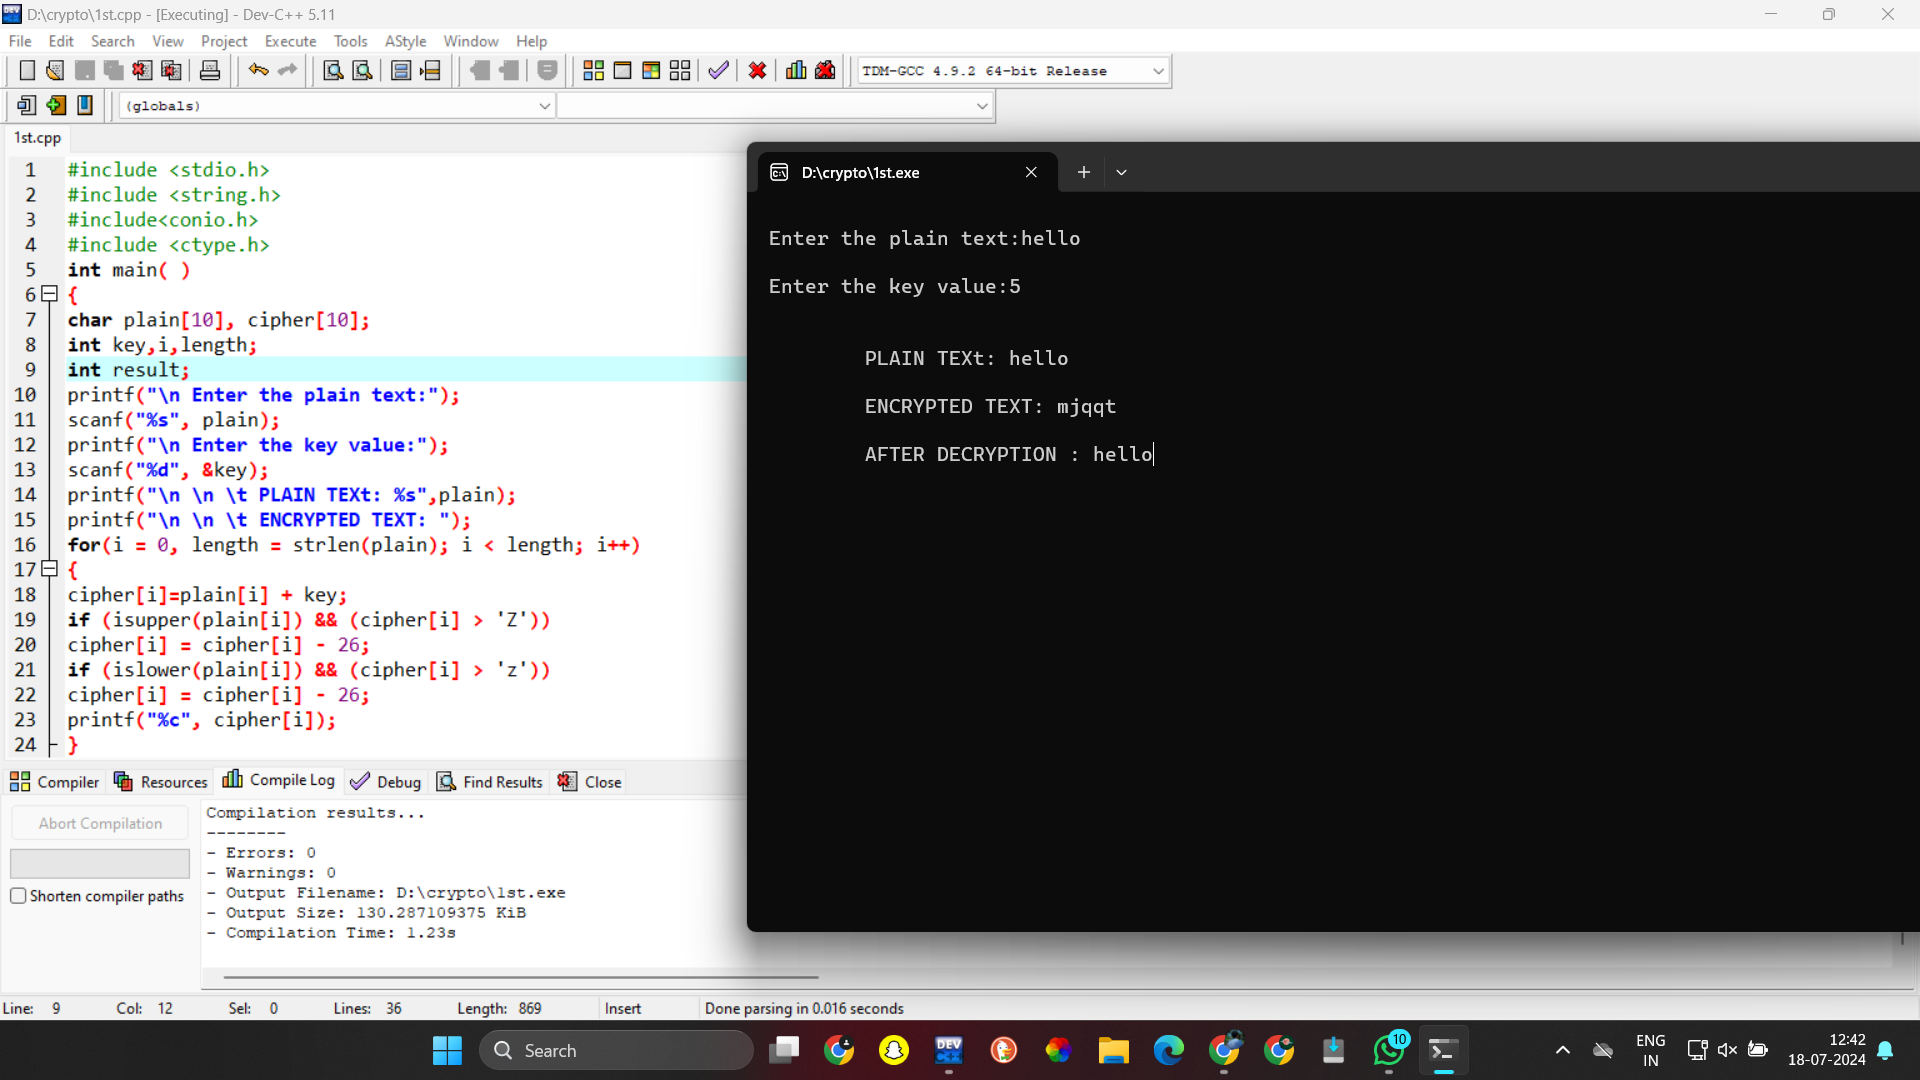 D:\crypto\1st.cpp - [Executing] - Dev-C++ 5.11
File Edit Search View Project Execute Tools AStyle Window Help
TDM-GCC 4.9.2 64-bit Release
(globals)
1st.cpp
1 #include <stdio.h>
2 #include <string.h>
3 #include<conio.h>
4 #include <ctype.h>
5 int main( )
6 {
7 char plain[10], cipher[10];
8 int key,i,length;
9 int result;
10 printf("\n Enter the plain text:");
11 scanf("%s", plain);
12 printf("\n Enter the key value:");
13 scanf("%d", &key);
14 printf("\n \n \t PLAIN TEXt: %s",plain);
15 printf("\n \n \t ENCRYPTED TEXT: ");
16 for(i = 0, length = strlen(plain); i < length; i++)
17 {
18 cipher[i]=plain[i] + key;
19 if (isupper(plain[i]) && (cipher[i] > 'Z'))
20 cipher[i] = cipher[i] - 26;
21 if (islower(plain[i]) && (cipher[i] > 'z'))
22 cipher[i] = cipher[i] - 26;
23 printf("%c", cipher[i]);
24 }
D:\crypto\1st.exe
Enter the plain text:hello
Enter the key value:5
PLAIN TEXt: hello
ENCRYPTED TEXT: mjqqt
AFTER DECRYPTION : hello
Compiler Resources Compile Log Debug Find Results Close
Abort Compilation
Shorten compiler paths
Compilation results...
--------
- Errors: 0
- Warnings: 0
- Output Filename: D:\crypto\1st.exe
- Output Size: 130.287109375 KiB
- Compilation Time: 1.23s
Line: 9 Col: 12 Sel: 0 Lines: 36 Length: 869 Insert Done parsing in 0.016 seconds
Search
DEV
10
ENG
IN
12:42
18-07-2024